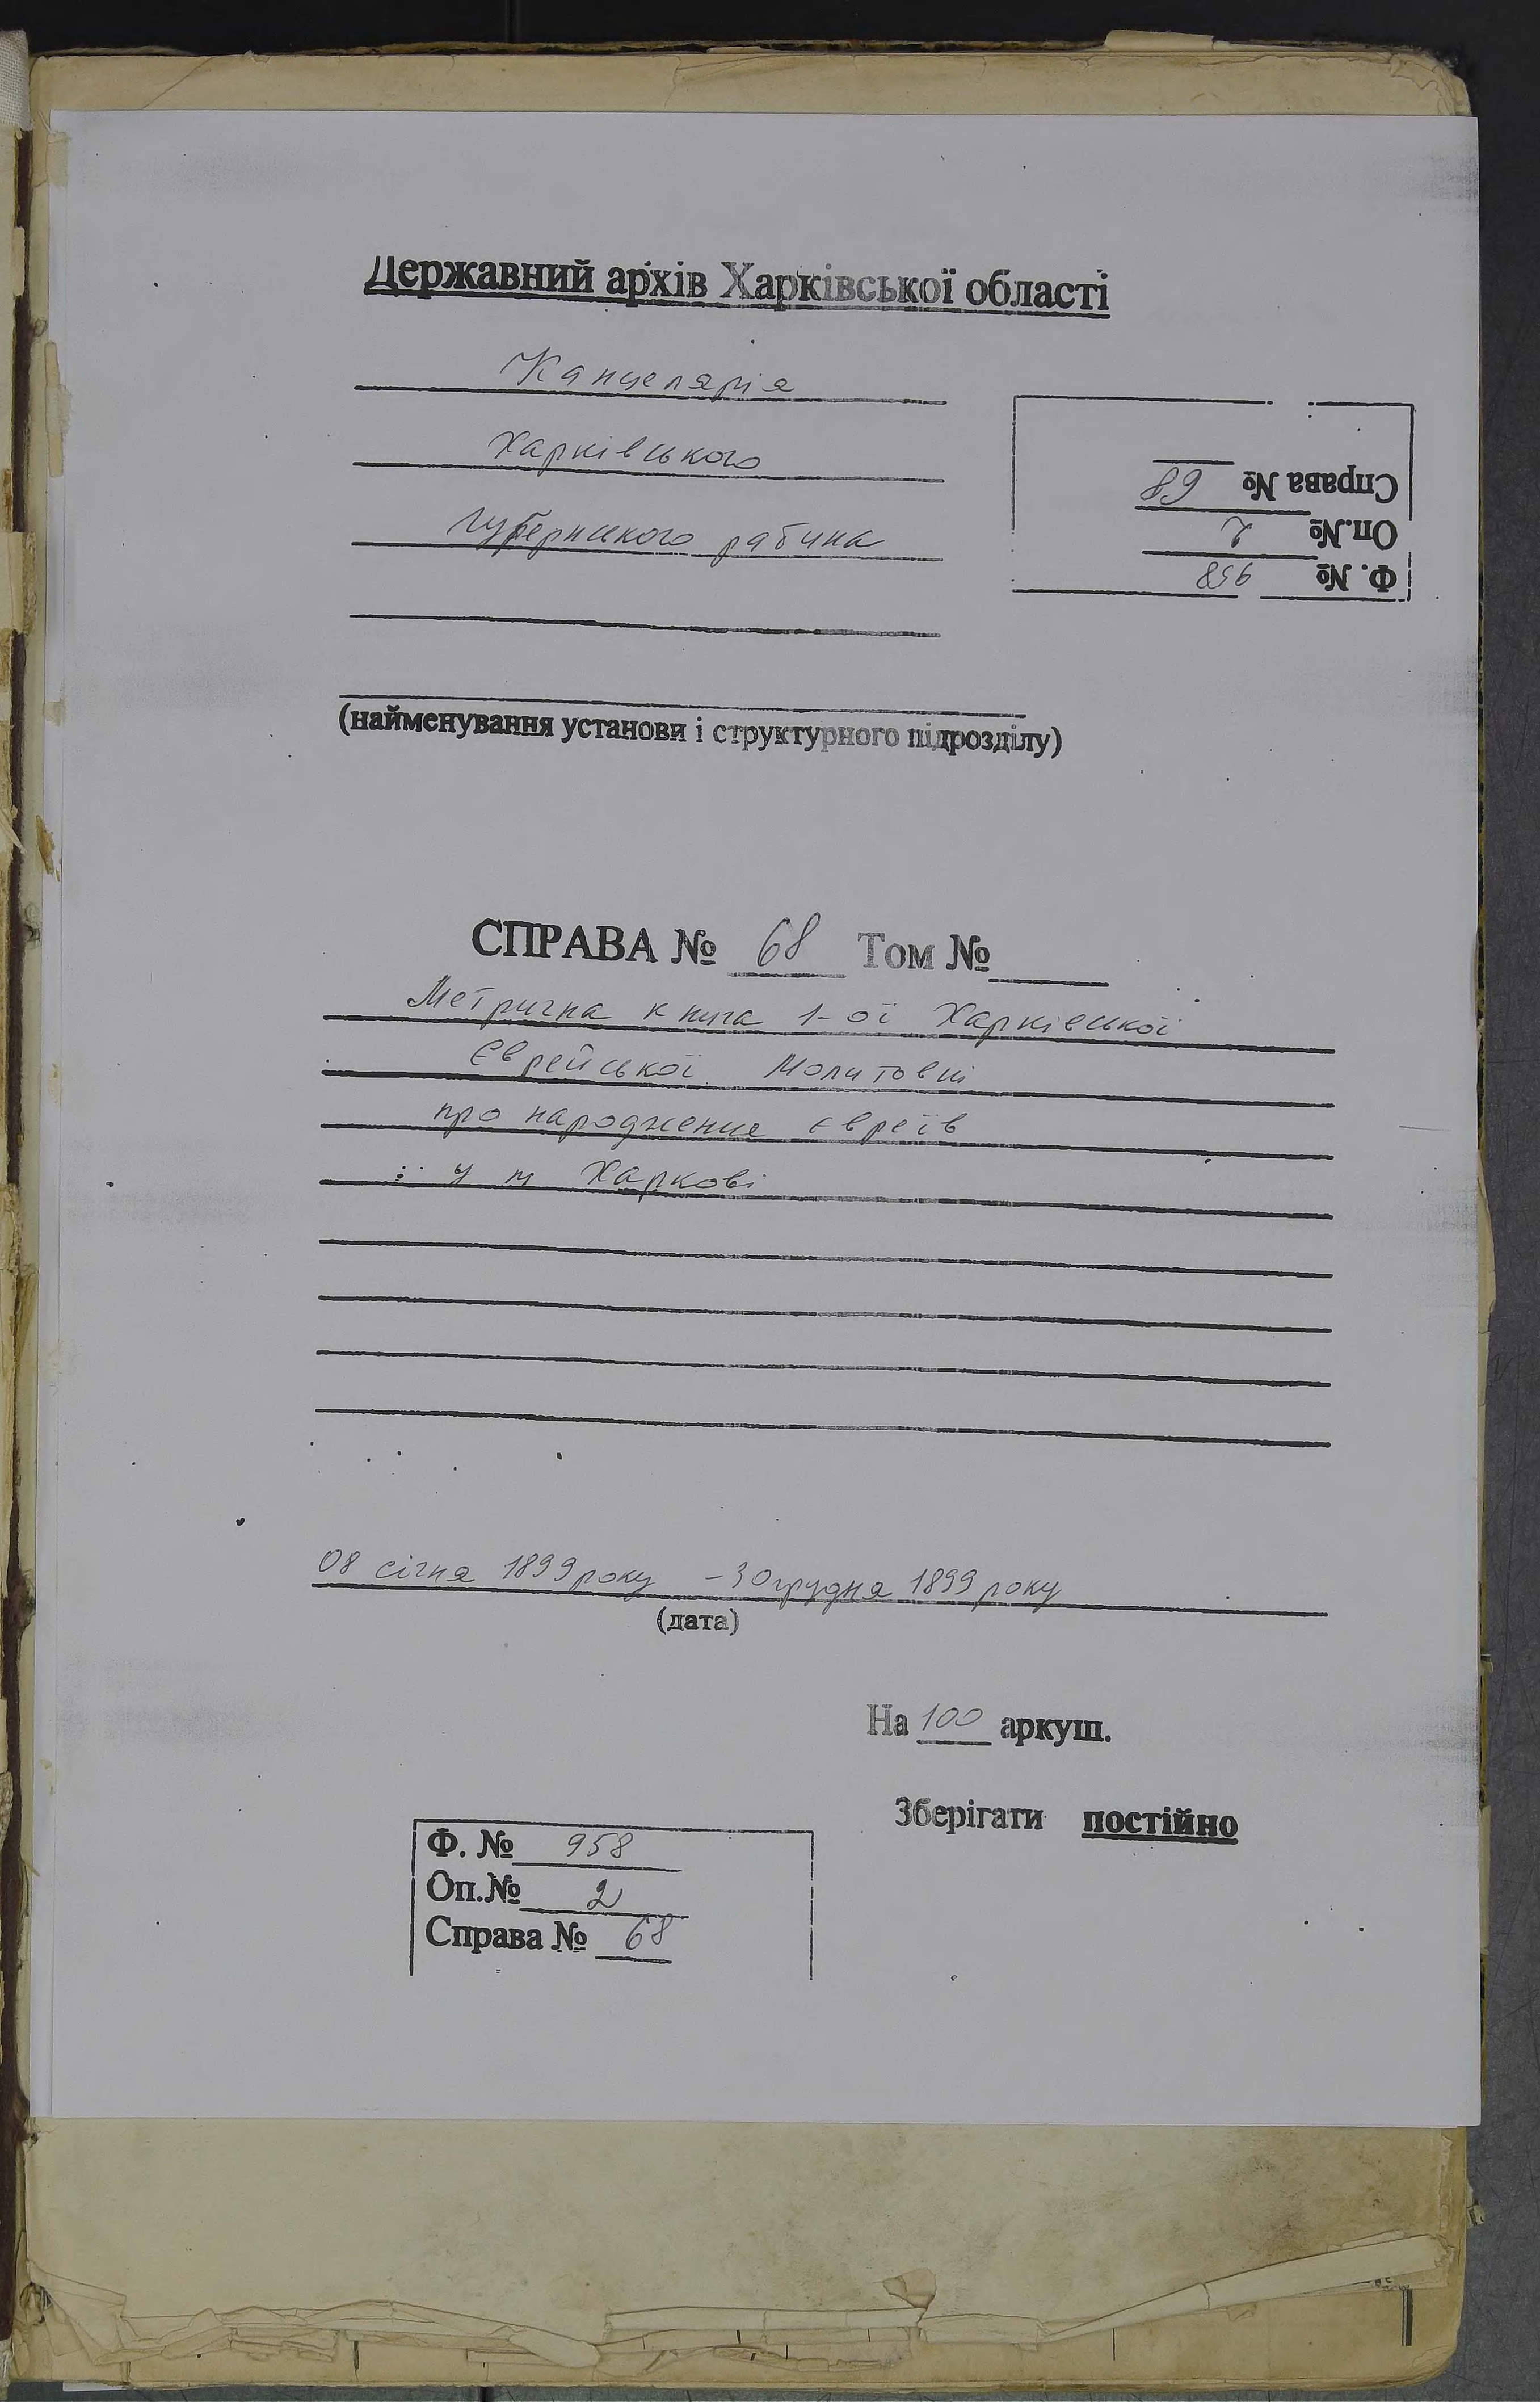 Державний архів Харківської області
Канцелярія
Харківського
губернського рабина
Справа № 68
Оп.№ 2
Ф. № 958
(найменування установи і структурного підрозділу)
СПРАВА № 68 Том №
Метрична книга 1-ої Харківської
Єврейської Молитовні
про народження євреїв
у м Харкові
08 січня 1899 року - 30 грудня 1899 року
(дата)
На 100 аркуш.
Зберігати постійно
Ф. № 958
Оп.№ 2
Справа № 68